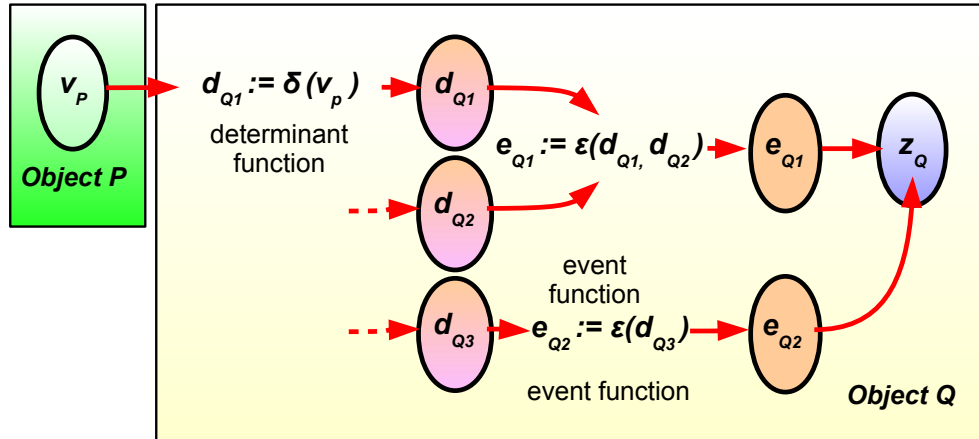 v_P
Object P
d_Q1 := δ(v_p)
determinant
function
d_Q1
d_Q2
d_Q3
e_Q1 := ε(d_Q1, d_Q2)
event
function
e_Q2 := ε(d_Q3)
event function
e_Q1
e_Q2
z_Q
Object Q